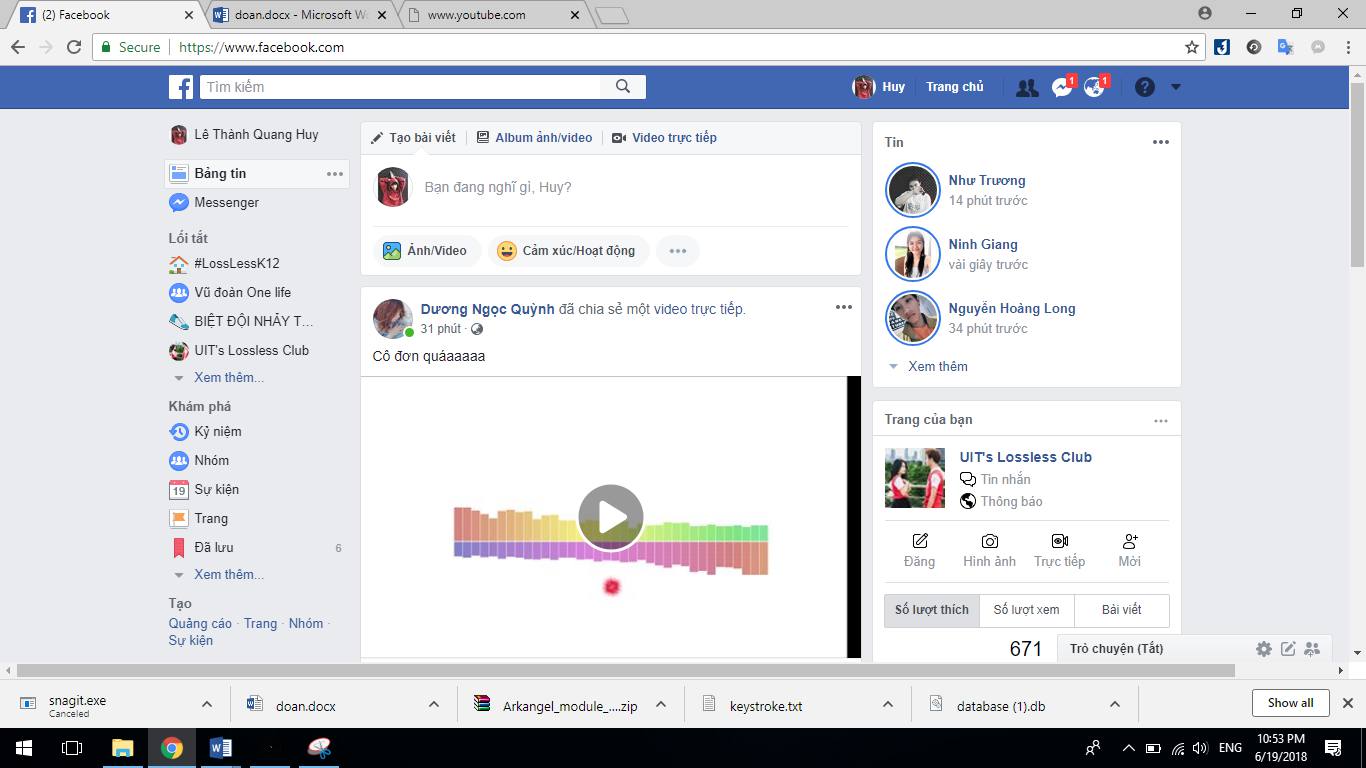 (2) Facebook
doan.docx - Microsoft Wo
www.youtube.com
Secure https://www.facebook.com
Tìm kiếm
Huy Trang chủ 1 1
Lê Thành Quang Huy
Bảng tin
Messenger
Lối tắt
#LossLessK12
Vũ đoàn One life
BIỆT ĐỘI NHẢY T...
UIT's Lossless Club
Xem thêm...
Khám phá
Kỷ niệm
Nhóm
19 Sự kiện
Trang
Đã lưu 6
Xem thêm...
Tạo
Quảng cáo · Trang · Nhóm ·
Sự kiện
Tạo bài viết Album ảnh/video Video trực tiếp
Bạn đang nghĩ gì, Huy?
Ảnh/Video Cảm xúc/Hoạt động
Dương Ngọc Quỳnh đã chia sẻ một video trực tiếp.
31 phút ·
Cô đơn quáaaaaa
Tin
Như Trương
14 phút trước
Ninh Giang
vài giây trước
Nguyễn Hoàng Long
34 phút trước
Xem thêm
Trang của bạn
UIT's Lossless Club
Tin nhắn
Thông báo
Đăng Hình ảnh Trực tiếp Mời
Số lượt thích Số lượt xem Bài viết
671
Trò chuyện (Tắt)
snagit.exe
Canceled
doan.docx
Arkangel_module_....zip
keystroke.txt
database (1).db
Show all
ENG
10:53 PM
6/19/2018